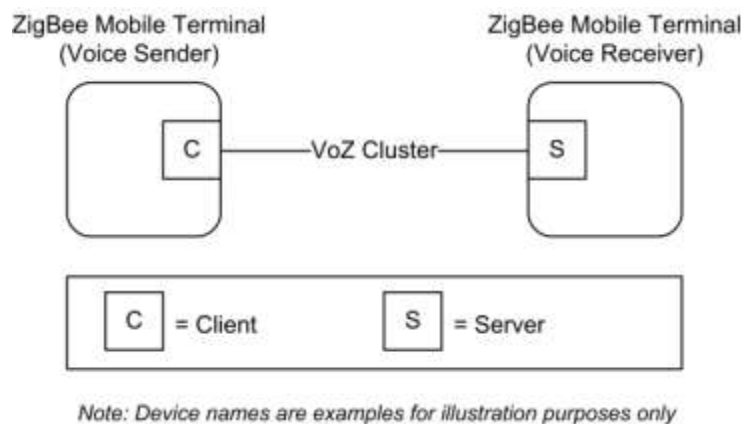 ZigBee Mobile Terminal
(Voice Sender)
ZigBee Mobile Terminal
(Voice Receiver)
C
VoZ Cluster
S
C
= Client
S
= Server
Note: Device names are examples for illustration purposes only